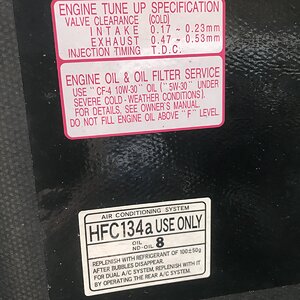 ENGINE TUNE UP SPECIFICATION
VALVE CLEARANCE (COLD)
INTAKE 0.17 ~ 0.23mm
EXHAUST 0.47 ~ 0.53mm
INJECTION TIMING T.D.C.
ENGINE OIL & OIL FILTER SERVICE
USE "CF-4 10W-30" OIL ("5W-30" UNDER
SEVERE COLD-WEATHER CONDITIONS).
FOR DETAILS, SEE OWNER'S MANUAL.
DO NOT FILL ENGINE OIL ABOVE "F" LEVEL
AIR CONDITIONING SYSTEM
HFC134a USE ONLY
OIL
ND-OIL 8
REPLENISH WITH REFRIGERANT OF 100±50g
AFTER BUBBLES DISAPPEAR.
FOR DUAL A/C SYSTEM, REPLENISH WITH IT
BY OPERATING THE REAR A/C SYSTEM.